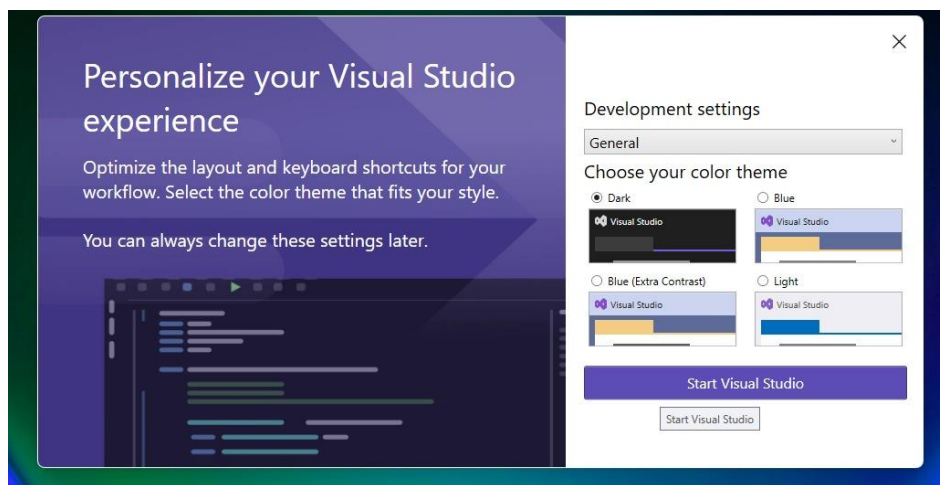 Personalize your Visual Studio
experience
Optimize the layout and keyboard shortcuts for your
workflow. Select the color theme that fits your style.
You can always change these settings later.
Development settings
General
Choose your color theme
Dark
Blue
Visual Studio
Visual Studio
Blue (Extra Contrast)
Light
Visual Studio
Visual Studio
Start Visual Studio
Start Visual Studio